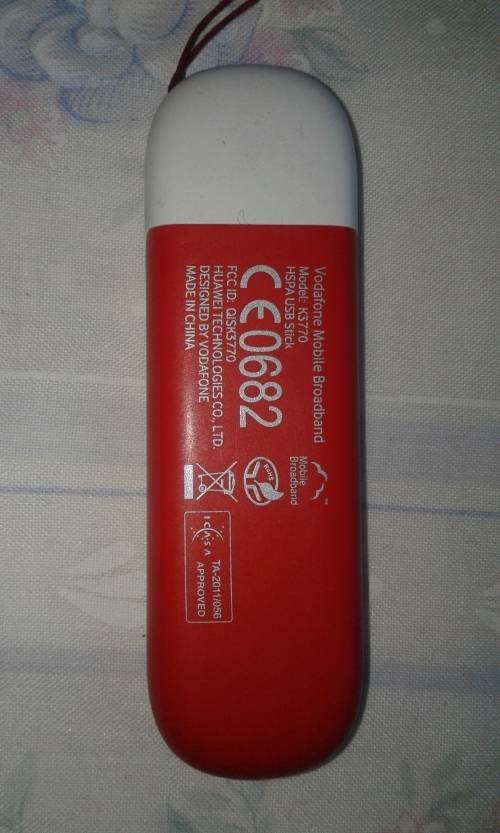 Vodafone Mobile Broadband
Model: K3770
HSPA USB Stick
CE0682
FCC ID: QISK3770
HUAWEI TECHNOLOGIES CO., LTD.
DESIGNED BY VODAFONE
MADE IN CHINA
Mobile
Broadband
RoHS
ICASA
TA-2011/056
APPROVED